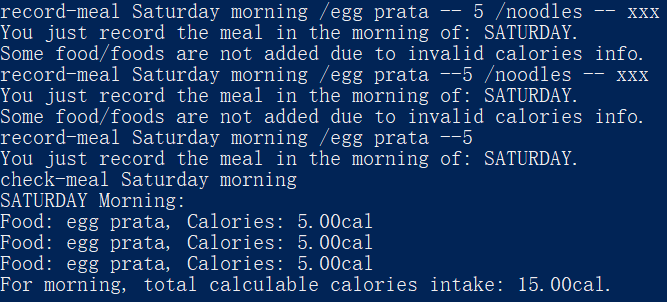 record-meal Saturday morning /egg prata -- 5 /noodles -- xxx
You just record the meal in the morning of: SATURDAY.
Some food/foods are not added due to invalid calories info.
record-meal Saturday morning /egg prata --5 /noodles -- xxx
You just record the meal in the morning of: SATURDAY.
Some food/foods are not added due to invalid calories info.
record-meal Saturday morning /egg prata --5
You just record the meal in the morning of: SATURDAY.
check-meal Saturday morning
SATURDAY Morning:
Food: egg prata, Calories: 5.00cal
Food: egg prata, Calories: 5.00cal
Food: egg prata, Calories: 5.00cal
For morning, total calculable calories intake: 15.00cal.